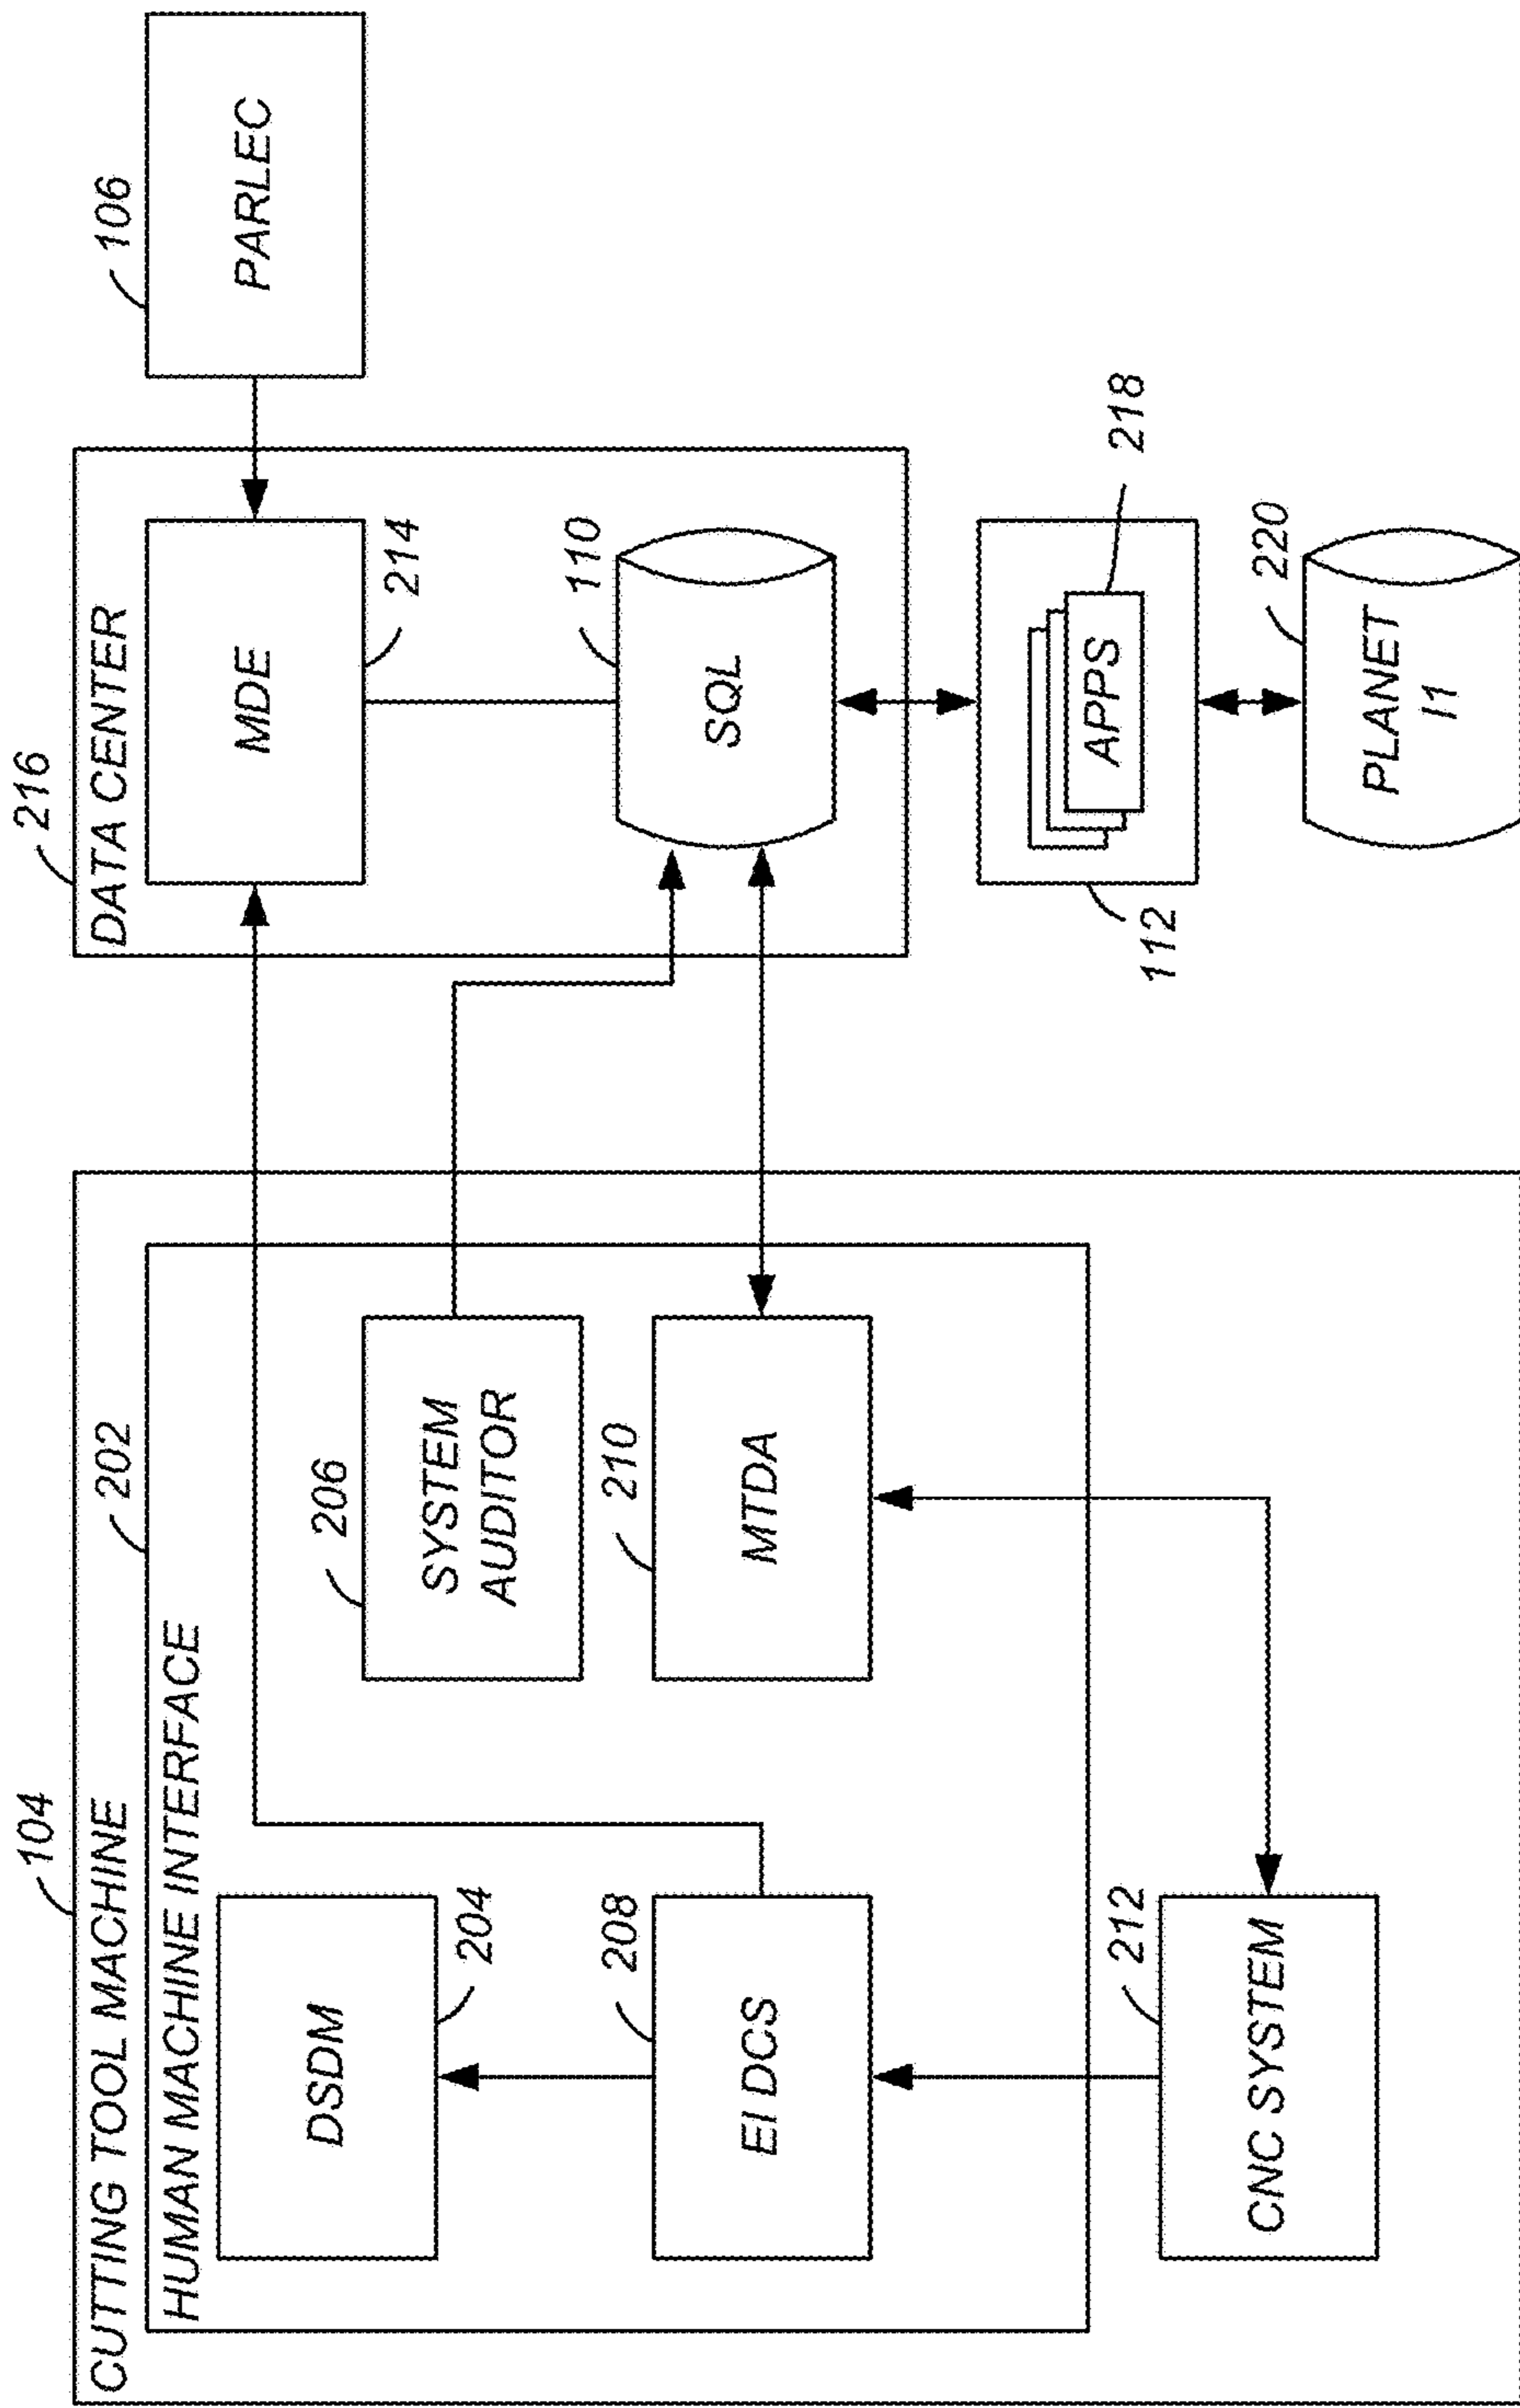 104
CUTTING TOOL MACHINE
202
HUMAN MACHINE INTERFACE
DSDM
204
206
SYSTEM
AUDITOR
208
EI DCS
210
MTDA
212
CNC SYSTEM
216
DATA CENTER
MDE
214
110
SQL
106
PARLEC
112
APPS
218
220
PLANET
I1